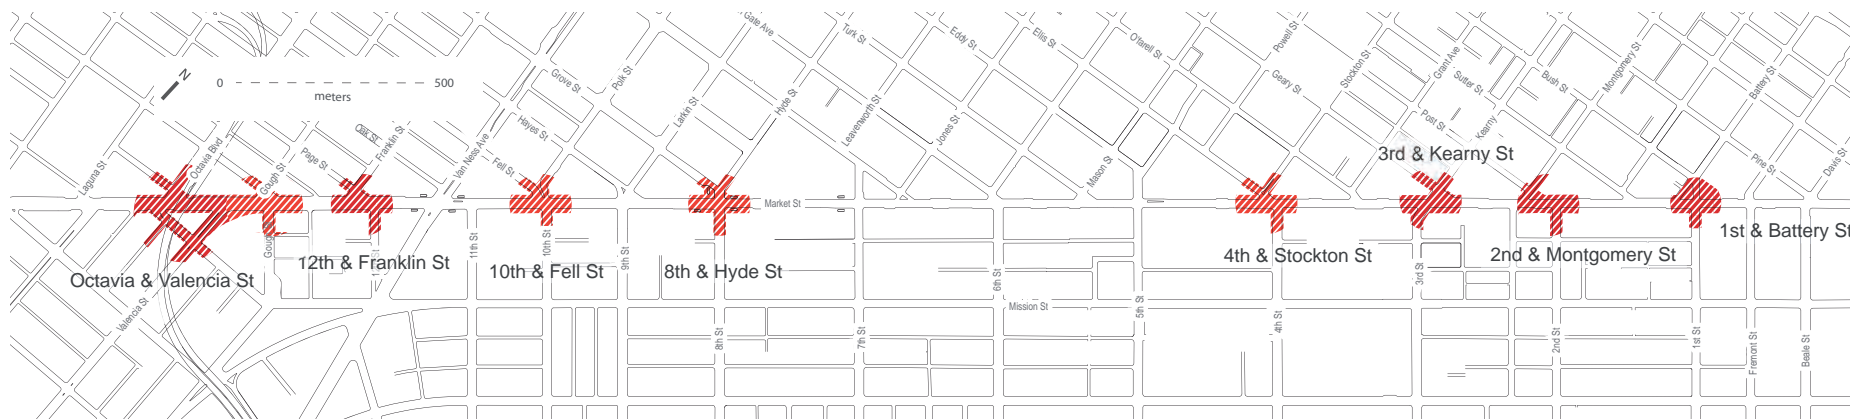 Gate Ave
Turk St
Eddy St
Ellis St
O'farell St
Powell St
Geary St
Stockton St
Grant Ave
Sutter St
Bush St
Montgomery St
Battery St
N
0
500
meters
Grove St
Polk St
Larkin St
Hyde St
Leavenworth St
Jones St
Mason St
Post St
Kearny
Pine St
Davis St
Laguna St
Octavia Blvd
Gough St
Page St
Oak St
Franklin St
Van Ness Ave
Hayes St
Fell St
Market St
3rd & Kearny St
1st & Battery St
Octavia & Valencia St
12th & Franklin St
10th & Fell St
8th & Hyde St
4th & Stockton St
2nd & Montgomery St
Valencia St
Gough
11th St
10th St
9th St
8th St
7th St
6th St
Mission St
5th St
4th St
3rd St
2nd St
1st St
Fremont St
Beale St